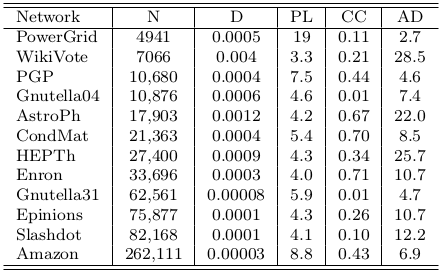 Network N D PL CC AD
PowerGrid 4941 0.0005 19 0.11 2.7
WikiVote 7066 0.004 3.3 0.21 28.5
PGP 10,680 0.0004 7.5 0.44 4.6
Gnutella04 10,876 0.0006 4.6 0.01 7.4
AstroPh 17,903 0.0012 4.2 0.67 22.0
CondMat 21,363 0.0004 5.4 0.70 8.5
HEPTh 27,400 0.0009 4.3 0.34 25.7
Enron 33,696 0.0003 4.0 0.71 10.7
Gnutella31 62,561 0.00008 5.9 0.01 4.7
Epinions 75,877 0.0001 4.3 0.26 10.7
Slashdot 82,168 0.0001 4.1 0.10 12.2
Amazon 262,111 0.00003 8.8 0.43 6.9